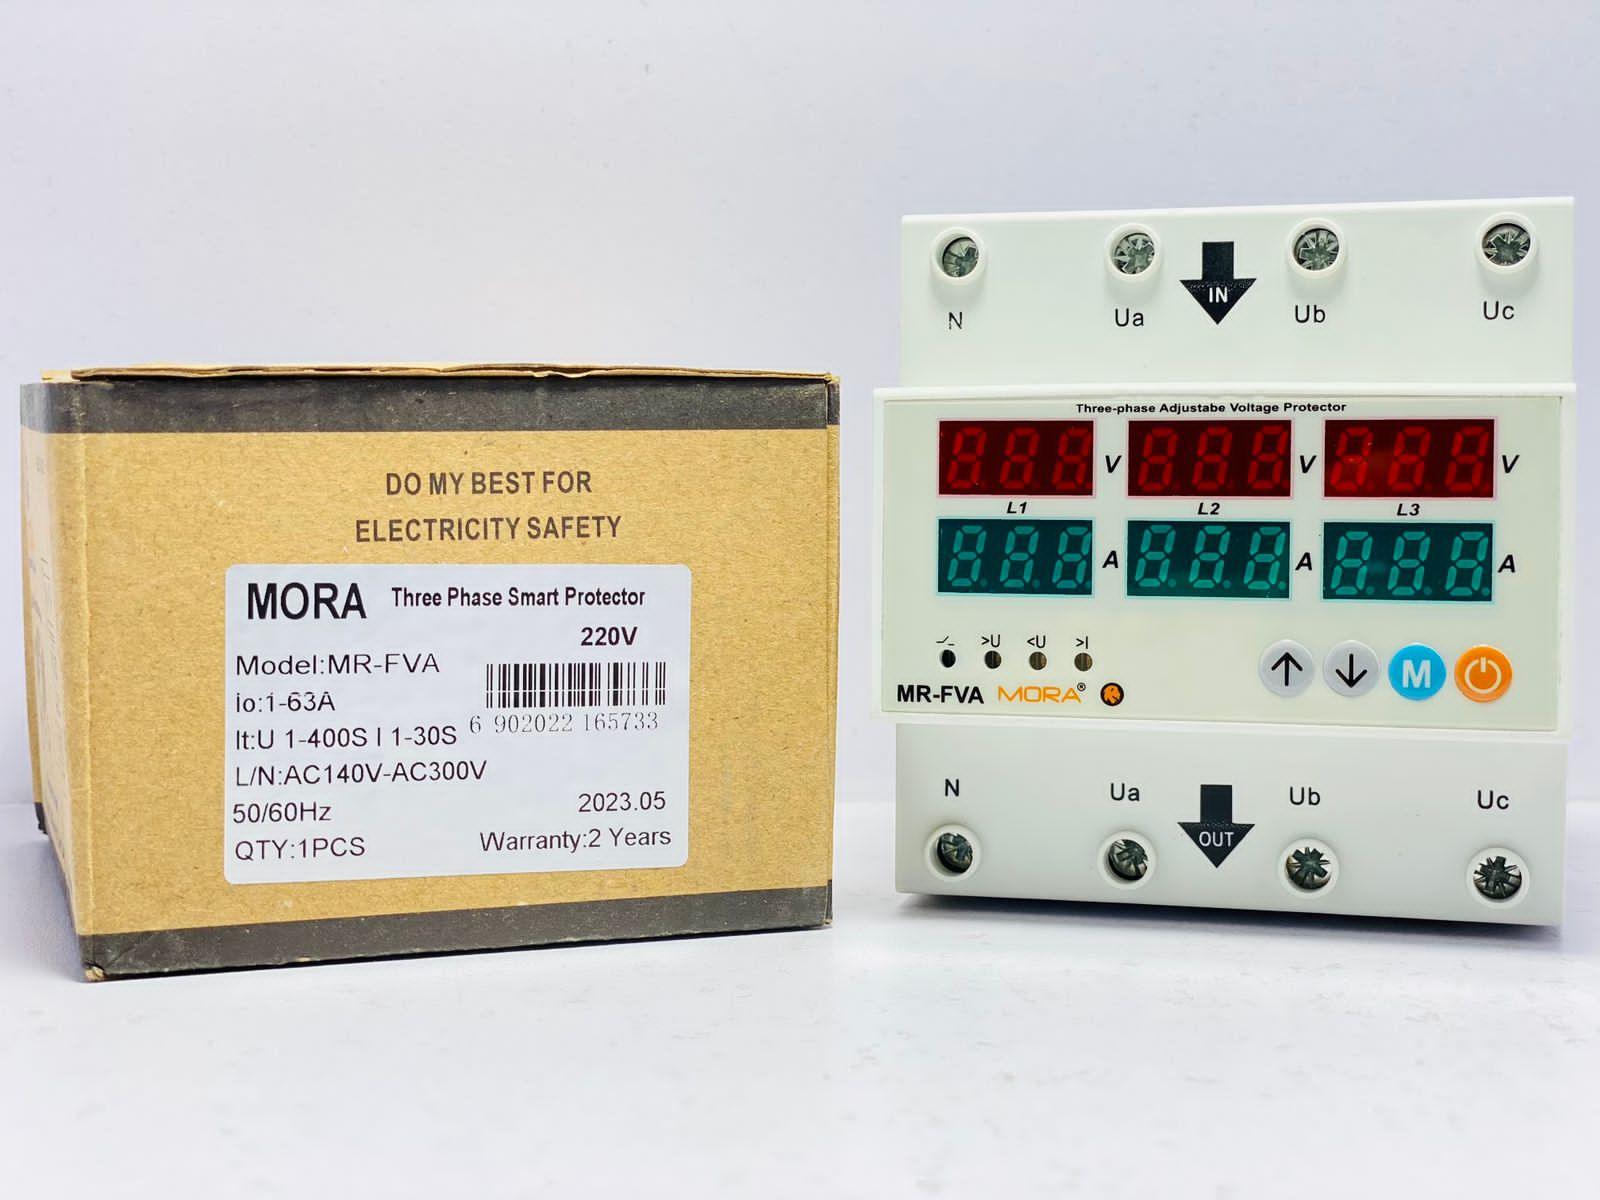 DO MY BEST FOR
ELECTRICITY SAFETY
MORA Three Phase Smart Protector
220V
Model:MR-FVA
io:1-63A
6 902022 165733
It:U 1-400S I 1-30S
L/N:AC140V-AC300V
50/60Hz
2023.05
QTY:1PCS
Warranty:2 Years
N Ua IN Ub Uc
Three-phase Adjustabe Voltage Protector
V V V
L1 L2 L3
A A A
>U <U >I
M
MR-FVA MORA®
N Ua Ub Uc
OUT